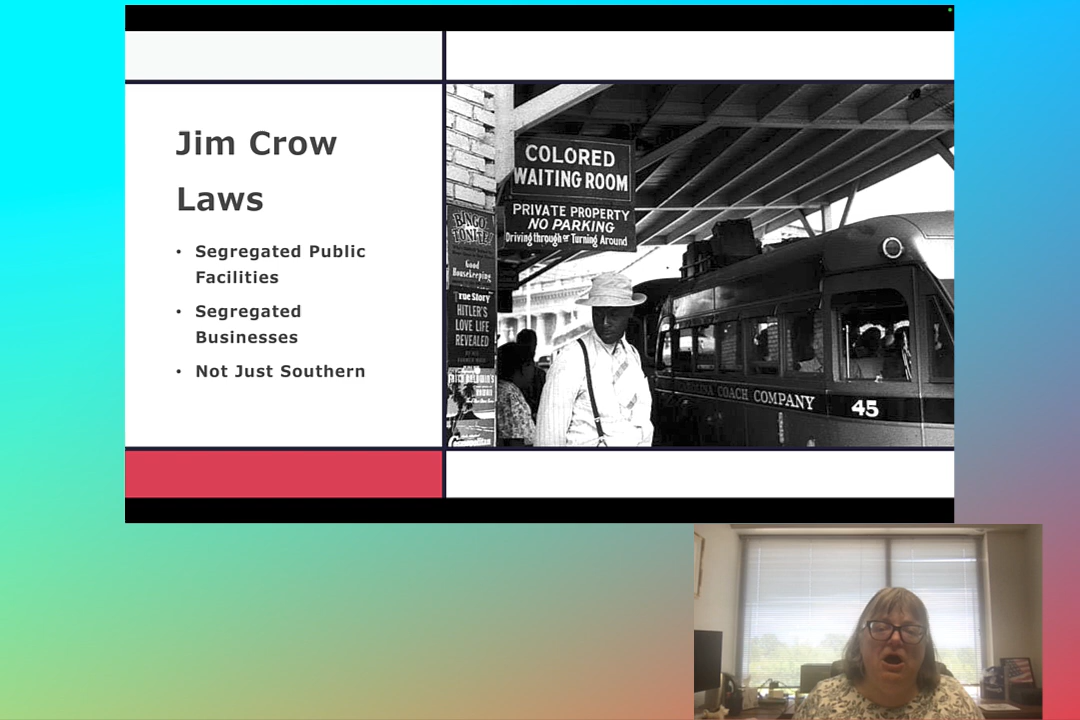 Jim Crow
Laws
• Segregated Public
Facilities
• Segregated
Businesses
• Not Just Southern
COLORED
WAITING ROOM
PRIVATE PROPERTY
NO PARKING
Driving through or Turning Around
BINGO
TONITE!
Good
Housekeeping
True Story
HITLER'S
LOVE LIFE
REVEALED
COACH COMPANY
45